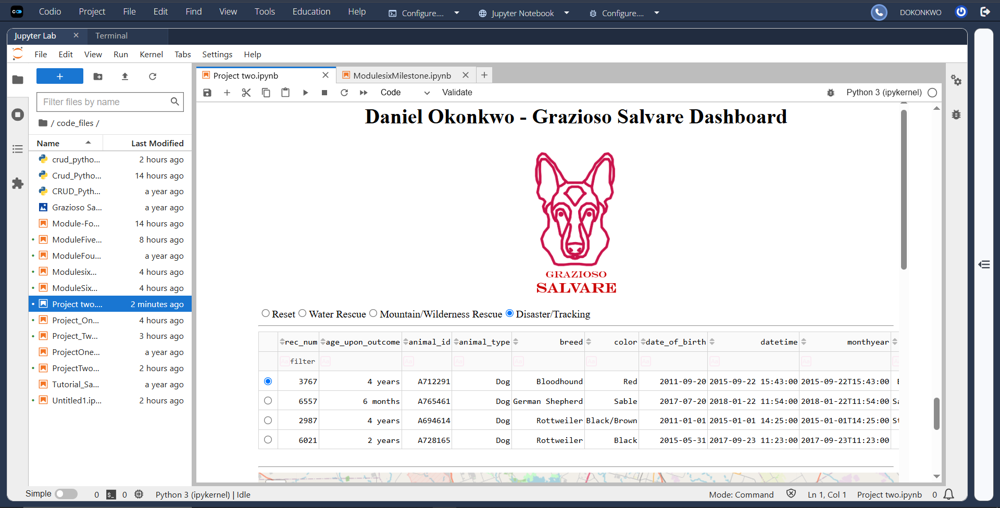 Codio Project File Edit Find View Tools Education Help Configure.... Jupyter Notebook Configure.... DOKONKWO
Jupyter Lab Terminal
File Edit View Run Kernel Tabs Settings Help
Project two.ipynb ModulesixMilestone.ipynb
Code Validate Python 3 (ipykernel)
Filter files by name
/ code_files /
Name Last Modified
crud_pytho... 2 hours ago
Crud_Pytho... 14 hours ago
CRUD_Pyth... a year ago
Grazioso Sa... a year ago
Module-Fo... 14 hours ago
ModuleFive... 8 hours ago
ModuleFou... a year ago
Modulesix... 4 hours ago
ModuleSix... 4 hours ago
Project two.... 2 minutes ago
Project_On... 4 hours ago
Project_Tw... 3 hours ago
ProjectOne... a year ago
ProjectTwo... 2 hours ago
Tutorial_Sa... a year ago
Untitled1.ip... 2 hours ago
Daniel Okonkwo - Grazioso Salvare Dashboard
GRAZIOSO
SALVARE
Reset Water Rescue Mountain/Wilderness Rescue Disaster/Tracking
rec_num age_upon_outcome animal_id animal_type breed color date_of_birth datetime monthyear
Aa filter Aa Aa Aa Aa Aa Aa Aa Aa
3767 4 years A712291 Dog Bloodhound Red 2011-09-20 2015-09-22 15:43:00 2015-09-22T15:43:00
6557 6 months A765461 Dog German Shepherd Sable 2017-07-20 2018-01-22 11:54:00 2018-01-22T11:54:00
2987 4 years A694614 Dog Rottweiler Black/Brown 2011-01-01 2015-01-01 14:25:00 2015-01-01T14:25:00
6021 2 years A728165 Dog Rottweiler Black 2015-05-31 2017-09-23 11:23:00 2017-09-23T11:23:00
Simple 0 $_ 0 Python 3 (ipykernel) | Idle Mode: Command Ln 1, Col 1 Project two.ipynb 0